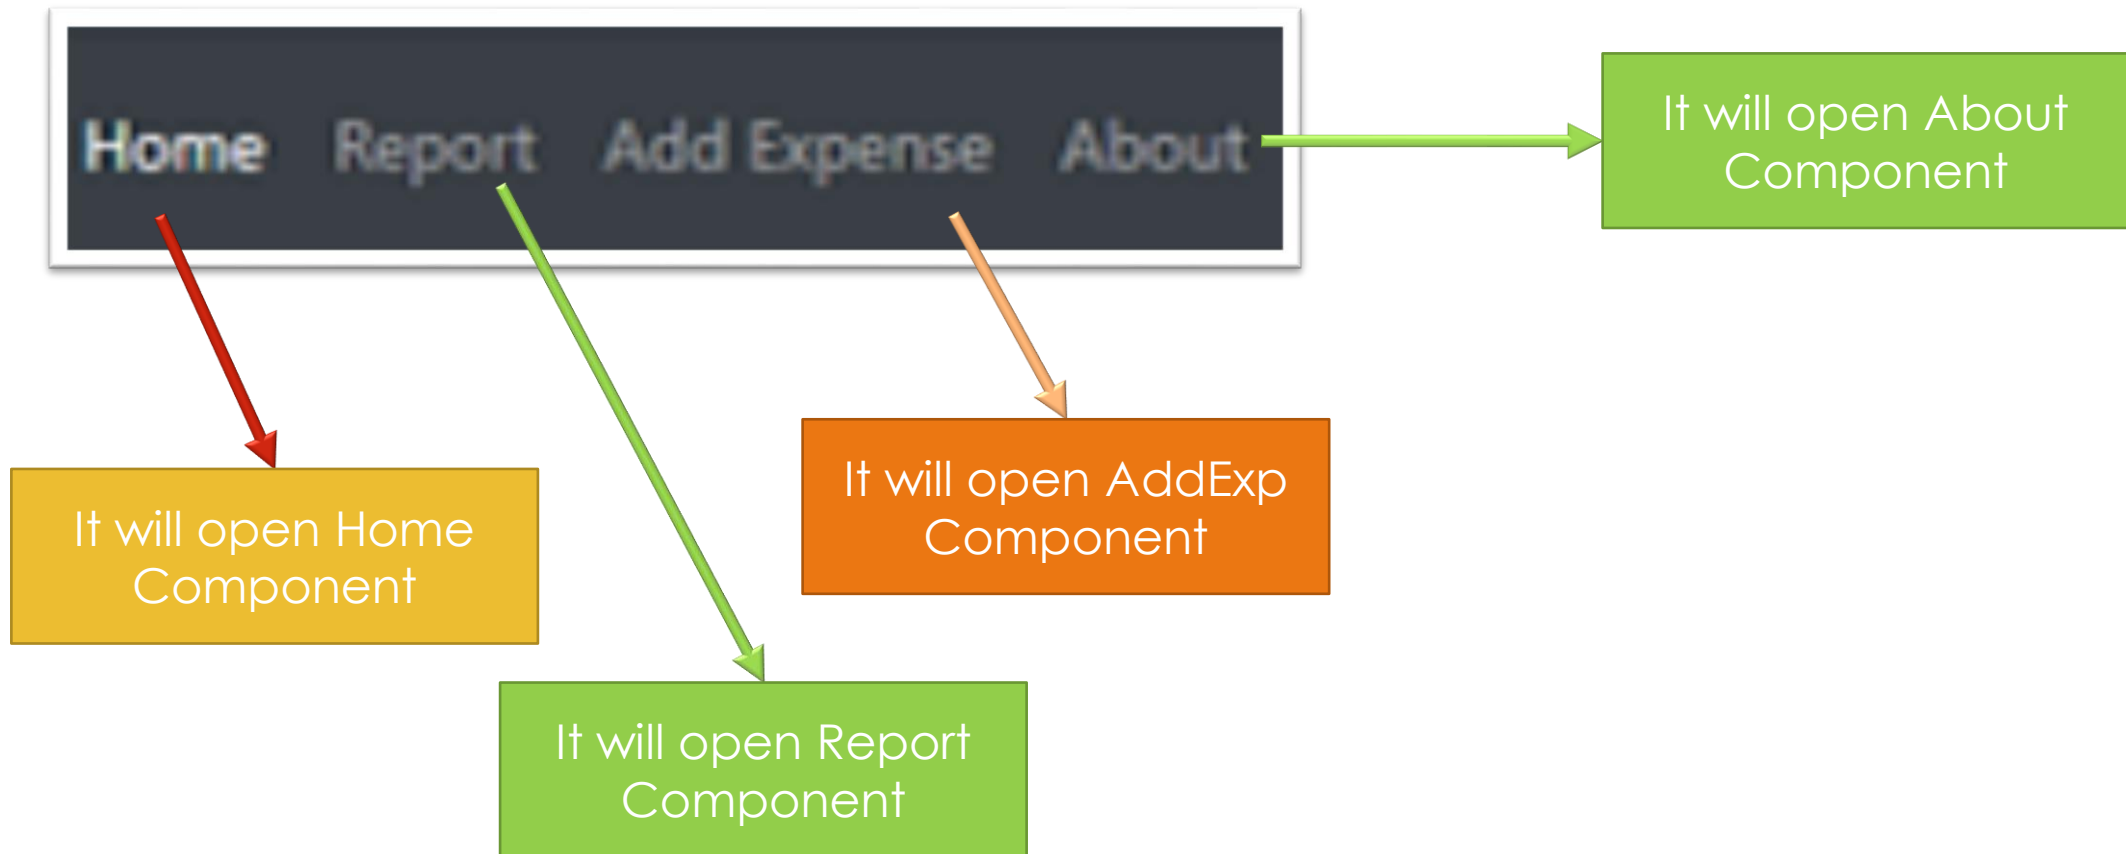 Home Report Add Expense About
It will open About
Component
It will open AddExp
Component
It will open Home
Component
It will open Report
Component